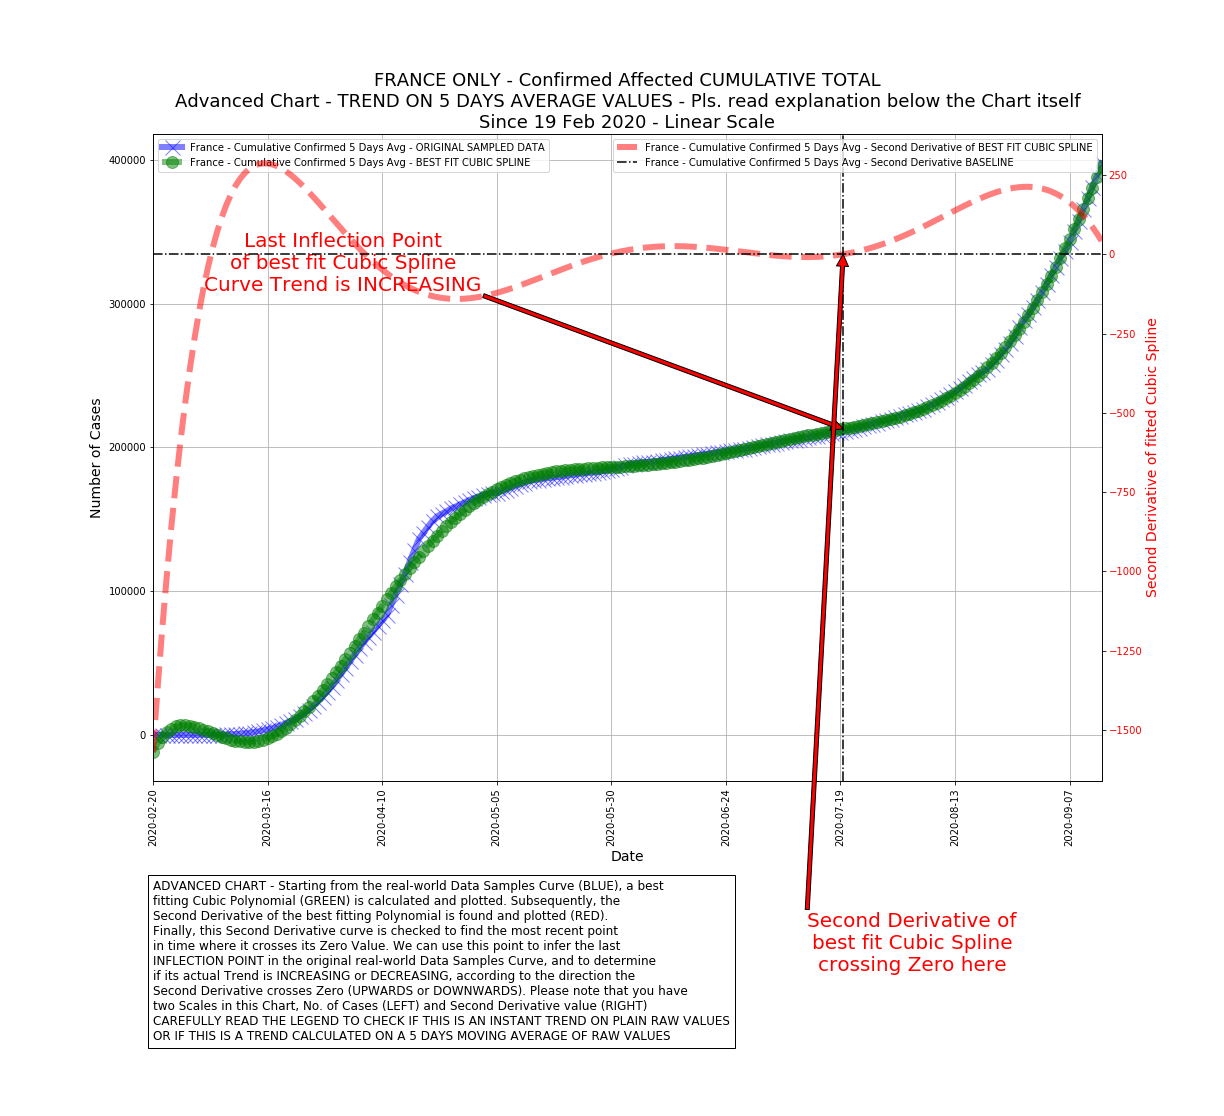 FRANCE ONLY - Confirmed Affected CUMULATIVE TOTAL
Advanced Chart - TREND ON 5 DAYS AVERAGE VALUES - Pls. read explanation below the Chart itself
Since 19 Feb 2020 - Linear Scale
France - Cumulative Confirmed 5 Days Avg - ORIGINAL SAMPLED DATA
France - Cumulative Confirmed 5 Days Avg - BEST FIT CUBIC SPLINE
France - Cumulative Confirmed 5 Days Avg - Second Derivative of BEST FIT CUBIC SPLINE
France - Cumulative Confirmed 5 Days Avg - Second Derivative BASELINE
Last Inflection Point
of best fit Cubic Spline
Curve Trend is INCREASING
Number of Cases
400000
300000
200000
100000
0
250
0
−250
−500
−750
−1000
−1250
−1500
Second Derivative of fitted Cubic Spline
2020-02-20
2020-03-16
2020-04-10
2020-05-05
2020-05-30
2020-06-24
2020-07-19
2020-08-13
2020-09-07
Date
ADVANCED CHART - Starting from the real-world Data Samples Curve (BLUE), a best
fitting Cubic Polynomial (GREEN) is calculated and plotted. Subsequently, the
Second Derivative of the best fitting Polynomial is found and plotted (RED).
Finally, this Second Derivative curve is checked to find the most recent point
in time where it crosses its Zero Value. We can use this point to infer the last
INFLECTION POINT in the original real-world Data Samples Curve, and to determine
if its actual Trend is INCREASING or DECREASING, according to the direction the
Second Derivative crosses Zero (UPWARDS or DOWNWARDS). Please note that you have
two Scales in this Chart, No. of Cases (LEFT) and Second Derivative value (RIGHT)
CAREFULLY READ THE LEGEND TO CHECK IF THIS IS AN INSTANT TREND ON PLAIN RAW VALUES
OR IF THIS IS A TREND CALCULATED ON A 5 DAYS MOVING AVERAGE OF RAW VALUES
Second Derivative of
best fit Cubic Spline
crossing Zero here